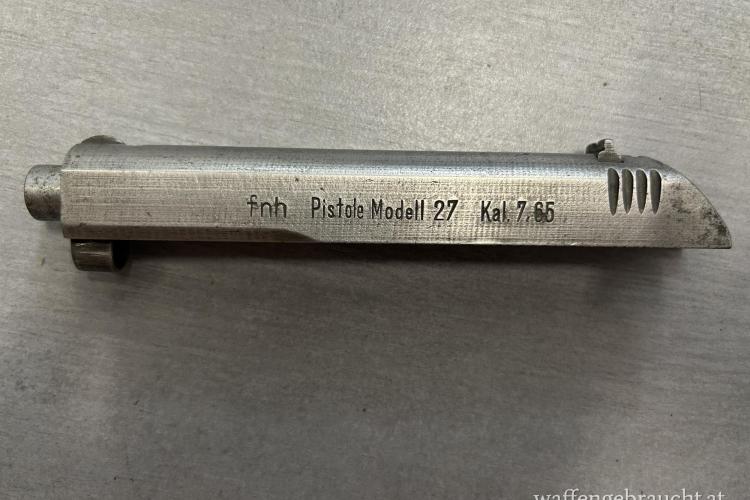 fnh Pistole Modell 27 Kal. 7.65
waffengebraucht.at